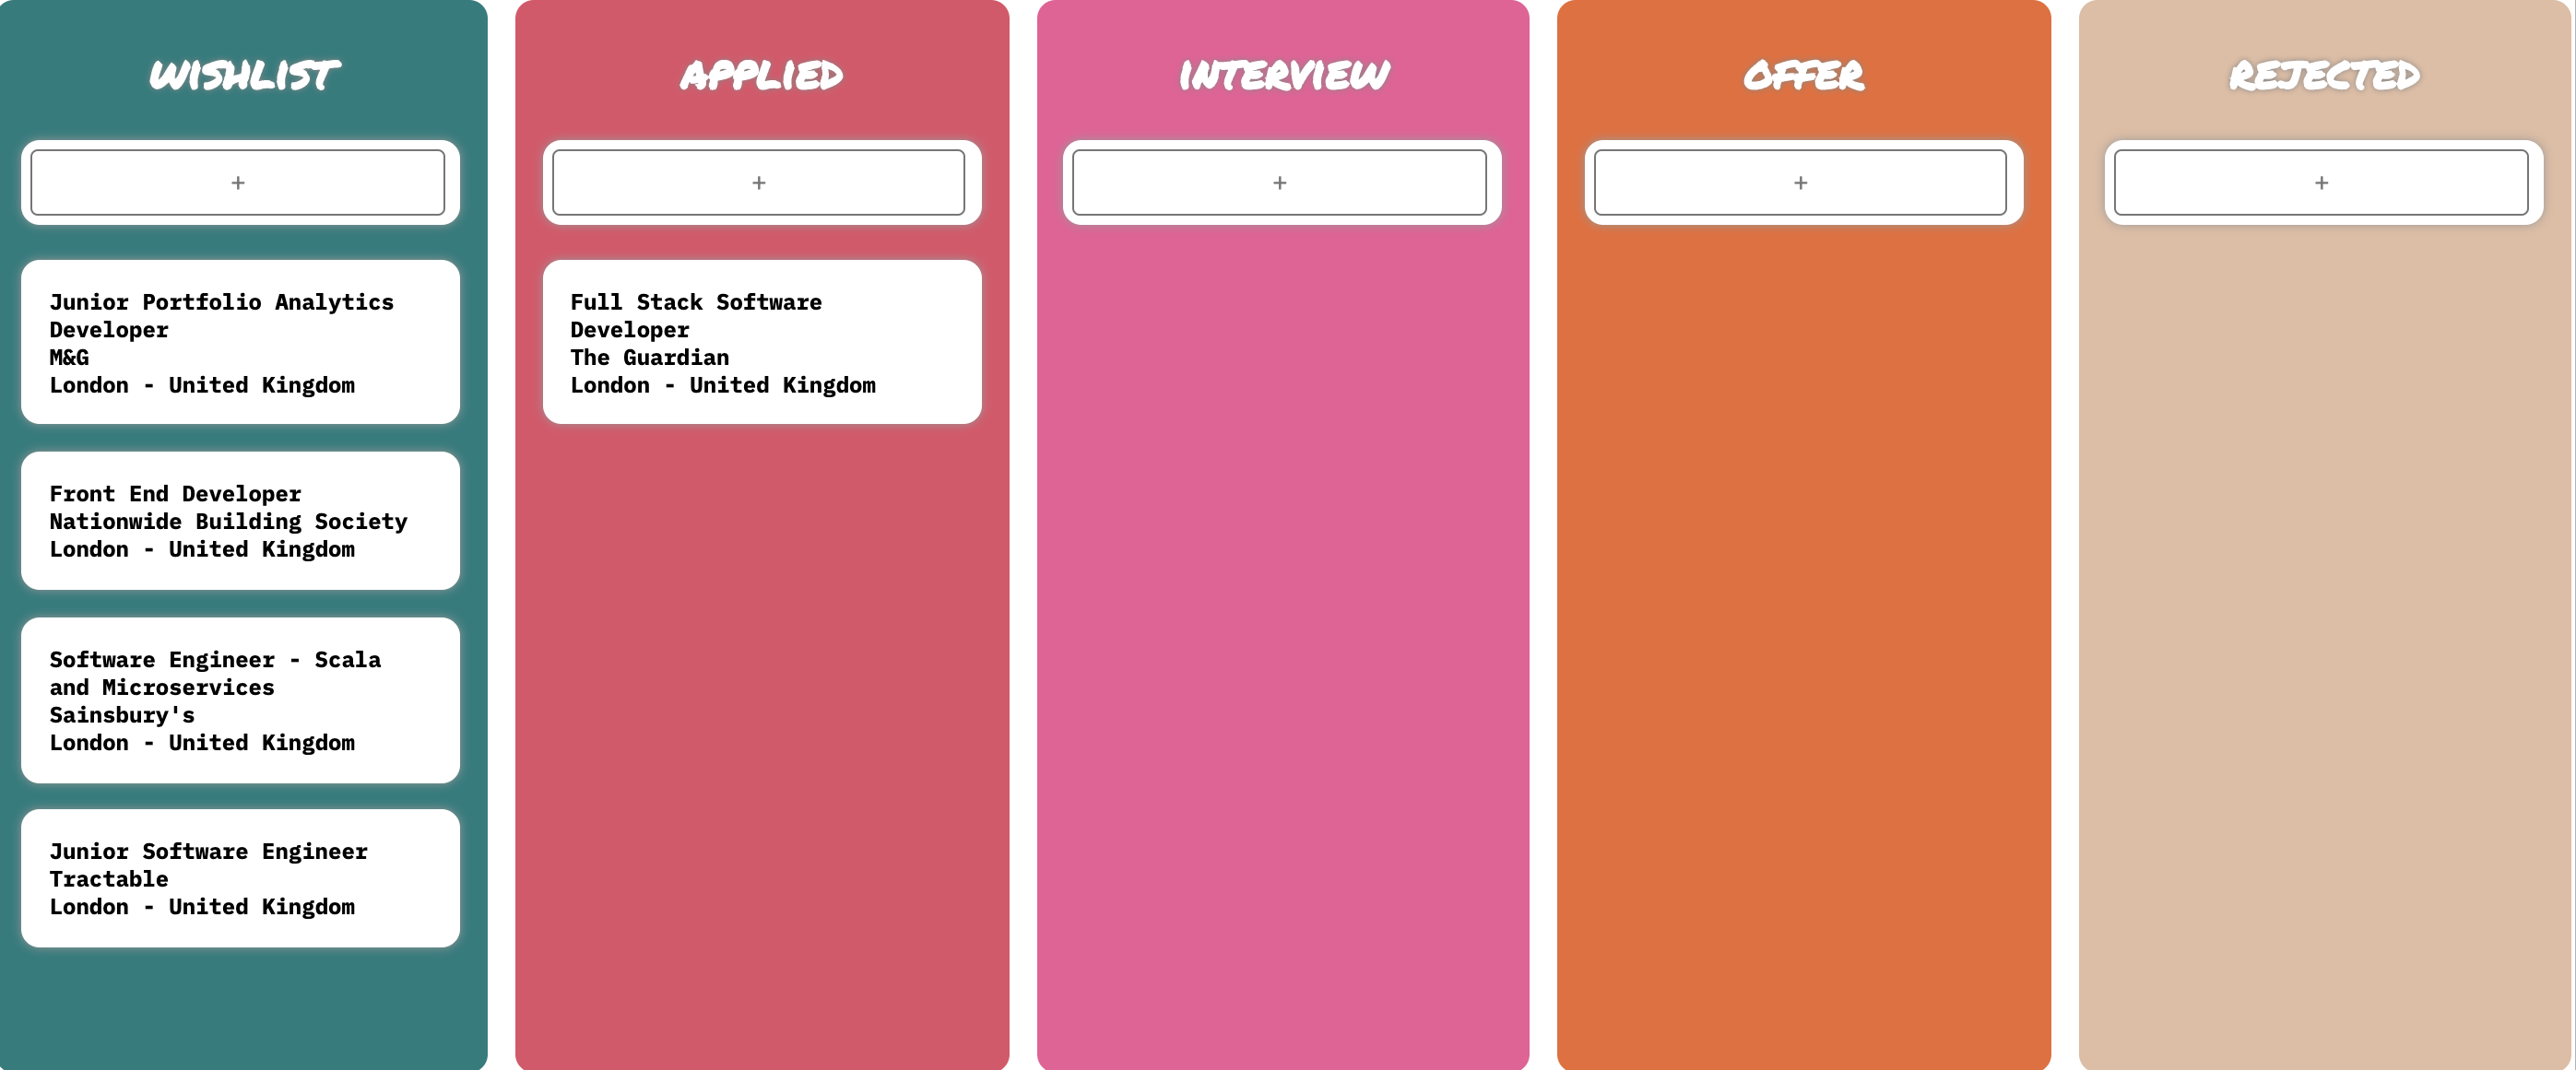 WISHLIST
+
Junior Portfolio Analytics
Developer
M&G
London - United Kingdom
Front End Developer
Nationwide Building Society
London - United Kingdom
Software Engineer - Scala
and Microservices
Sainsbury's
London - United Kingdom
Junior Software Engineer
Tractable
London - United Kingdom
APPLIED
+
Full Stack Software
Developer
The Guardian
London - United Kingdom
INTERVIEW
+
OFFER
+
REJECTED
+